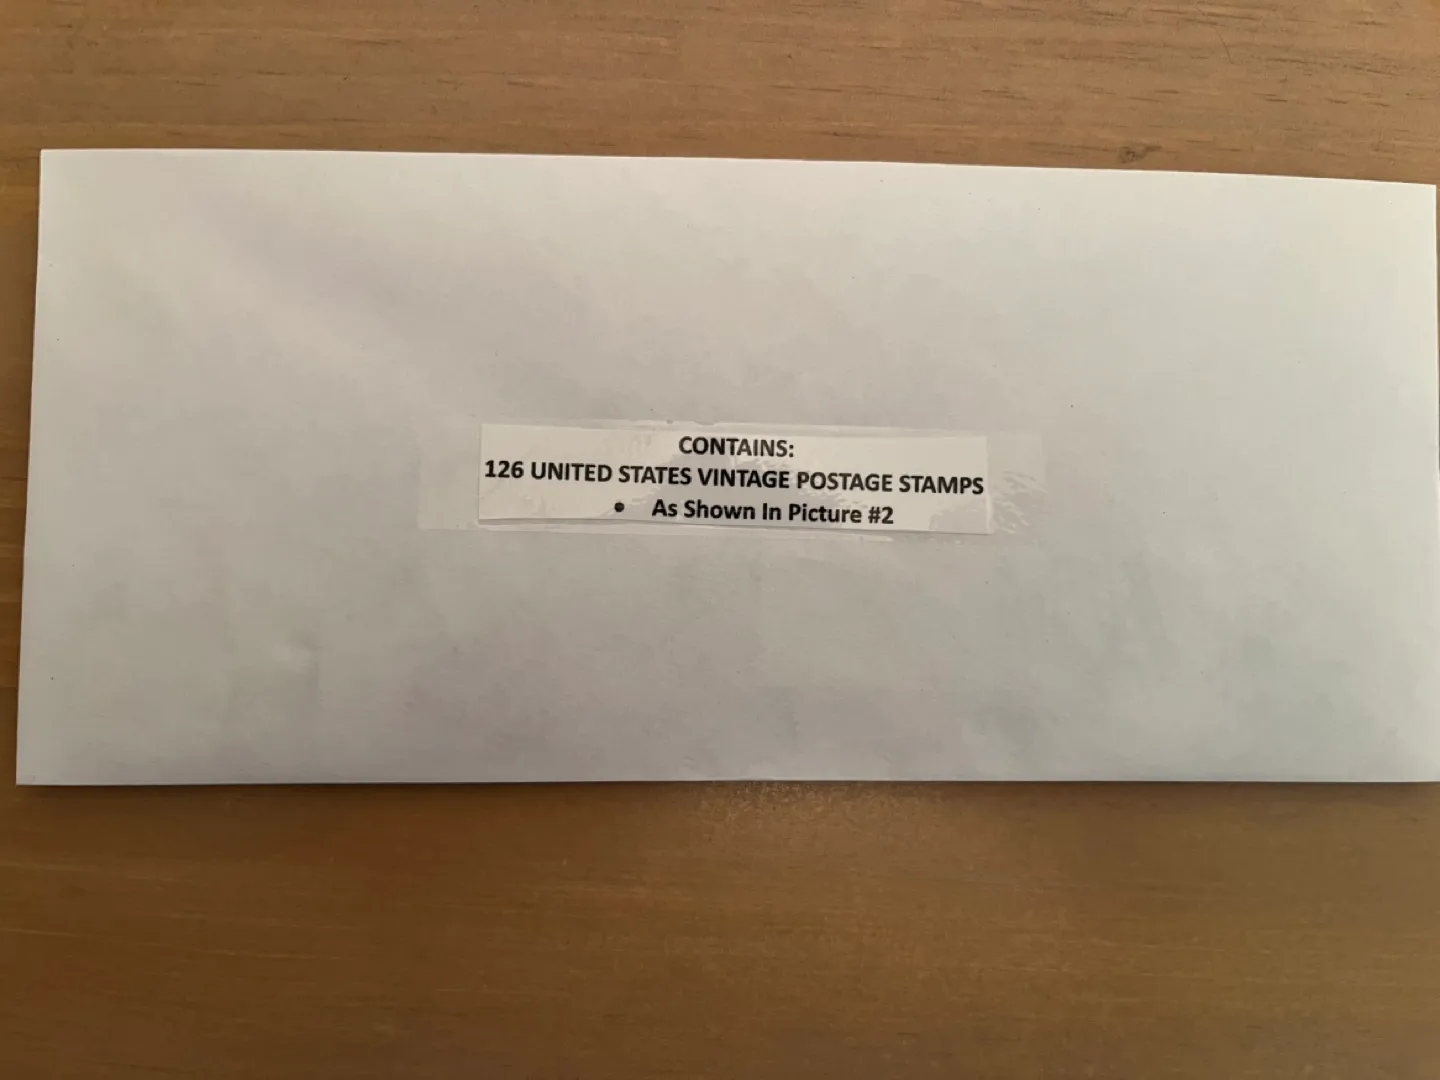 CONTAINS:
126 UNITED STATES VINTAGE POSTAGE STAMPS
• As Shown In Picture #2